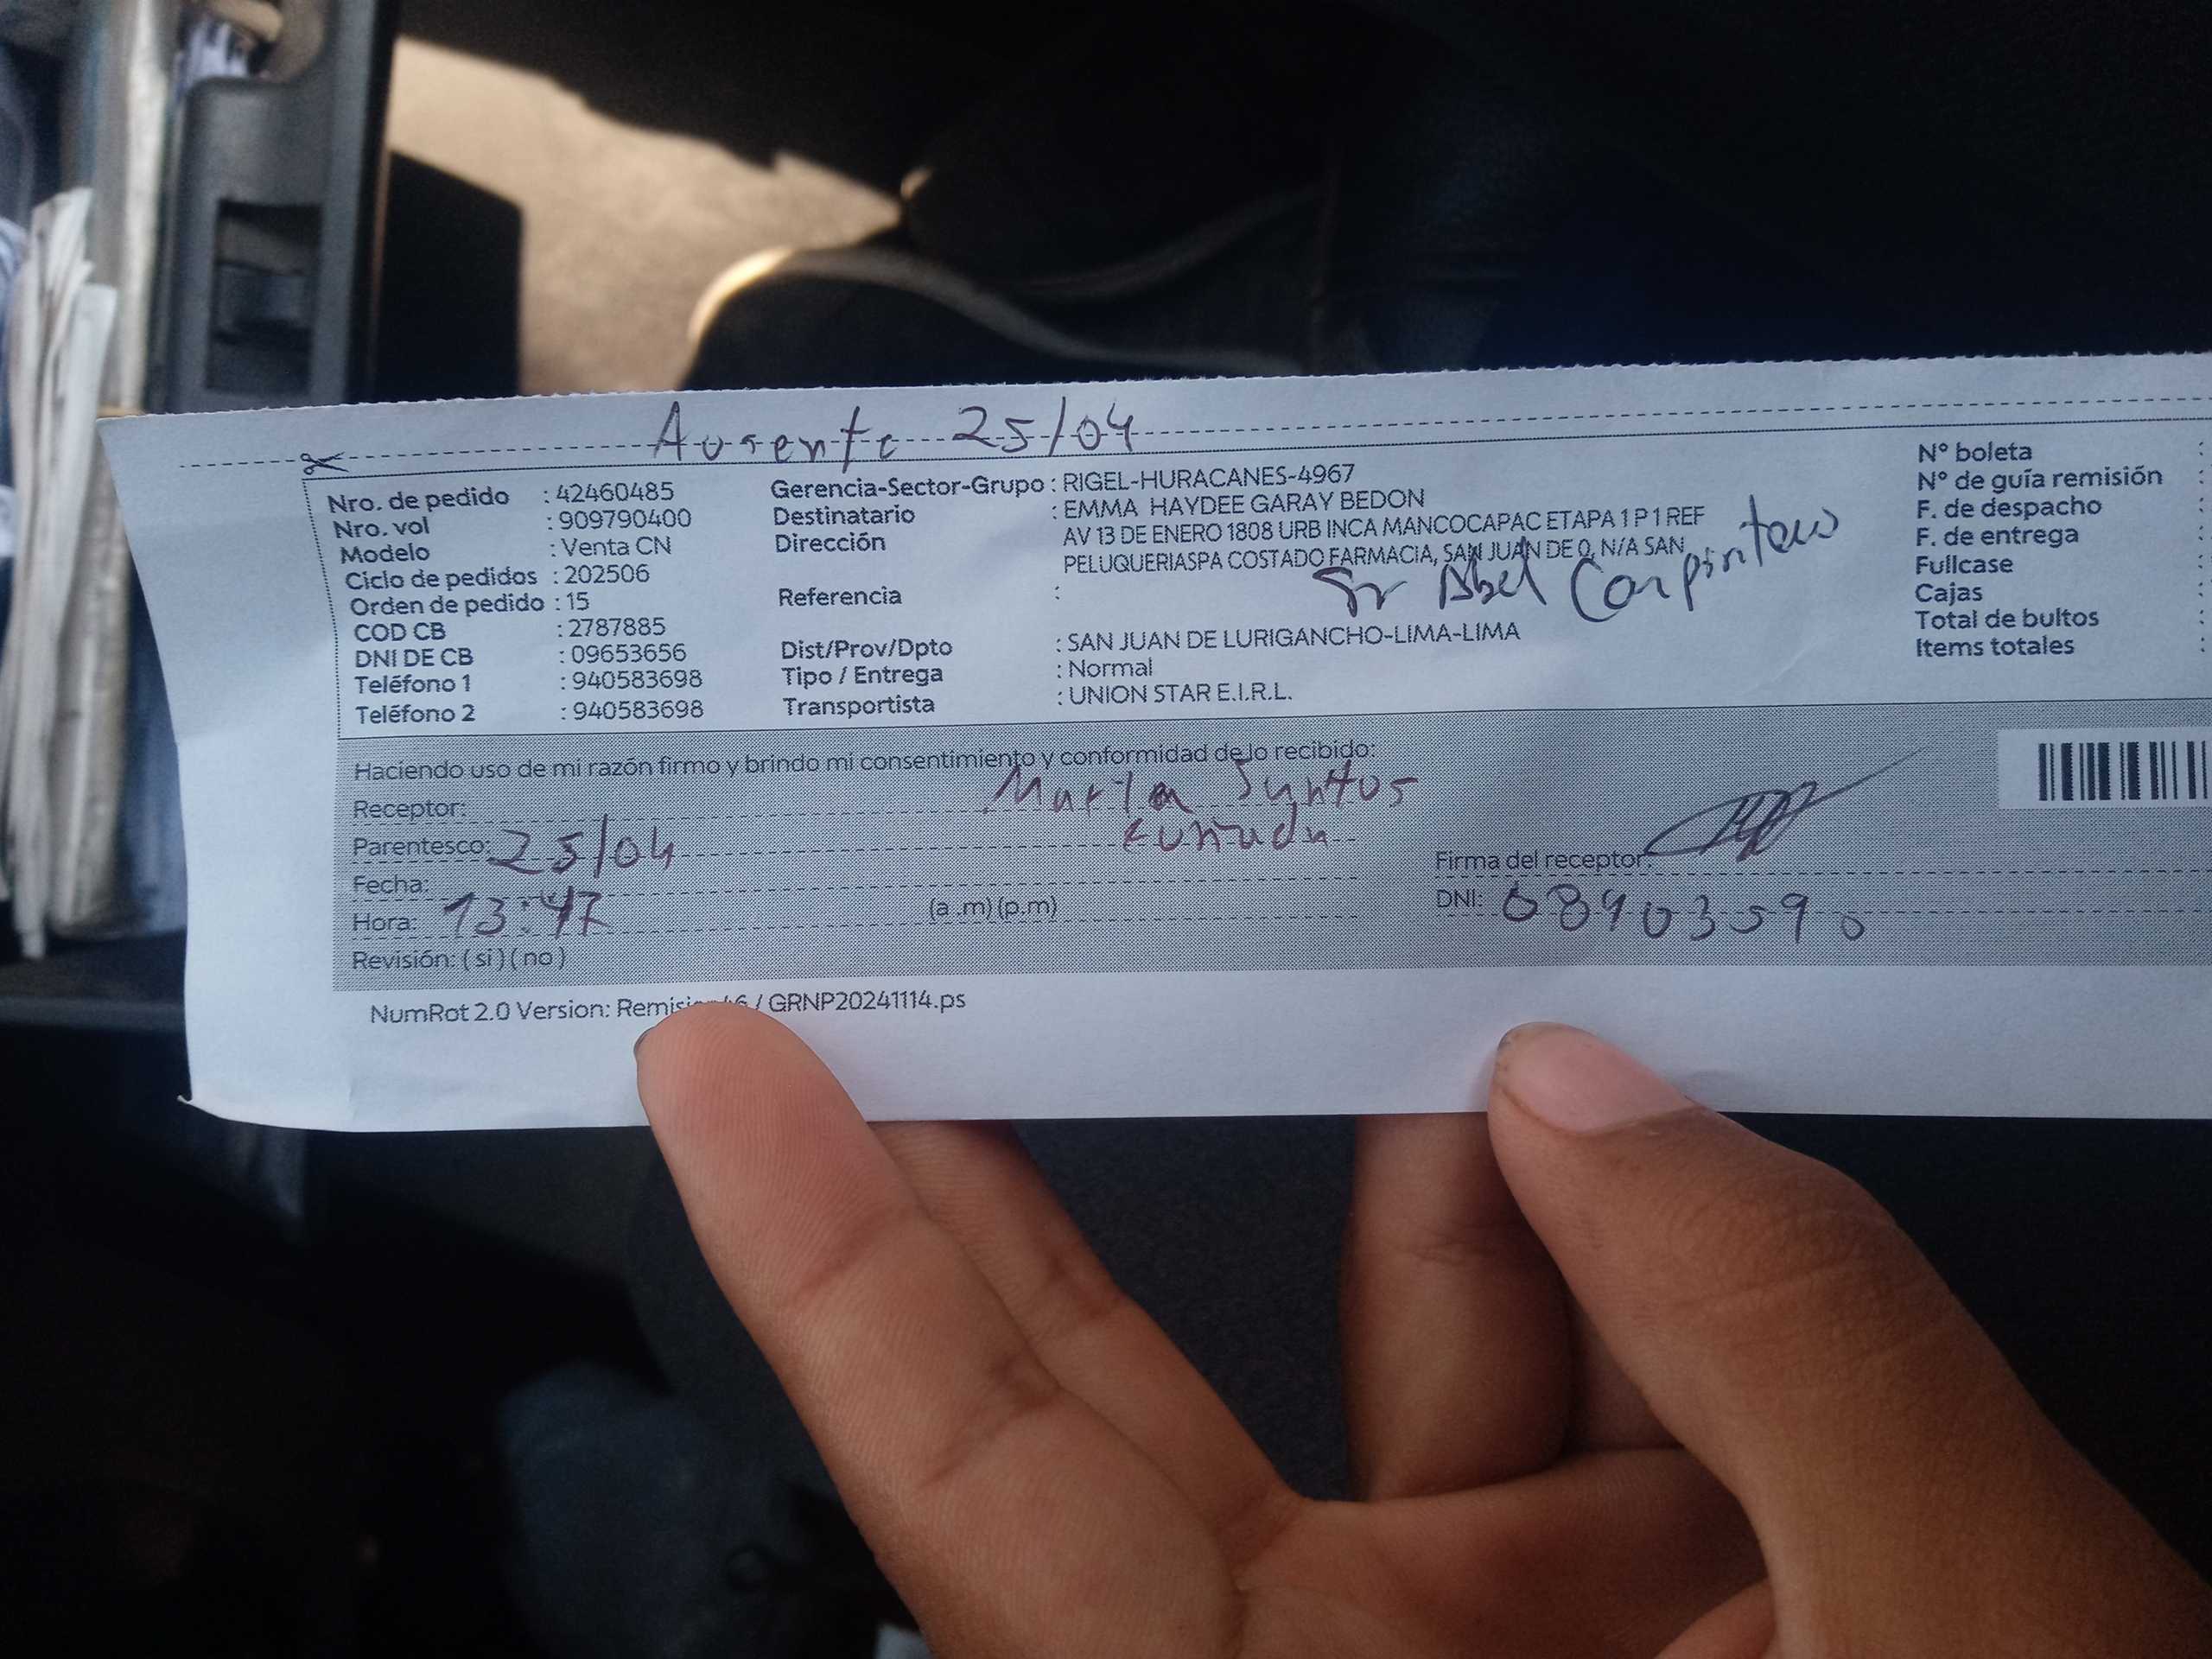 Ausente 25/04
Nro. de pedido : 42460485
Nro. vol : 909790400
Modelo : Venta CN
Ciclo de pedidos : 202506
Orden de pedido : 15
COD CB : 2787885
DNI DE CB : 09653656
Teléfono 1 : 940583698
Teléfono 2 : 940583698
Gerencia-Sector-Grupo : RIGEL-HURACANES-4967
Destinatario : EMMA HAYDEE GARAY BEDON
Dirección AV 13 DE ENERO 1808 URB INCA MANCOCAPAC ETAPA 1 P 1 REF
PELUQUERIASPA COSTADO FARMACIA, SAN JUAN DE 0, N/A SAN
Sr Abel Carpintero
Referencia :
Dist/Prov/Dpto : SAN JUAN DE LURIGANCHO-LIMA-LIMA
Tipo / Entrega : Normal
Transportista : UNION STAR E.I.R.L.
N° boleta :
N° de guía remisión :
F. de despacho :
F. de entrega :
Fullcase :
Cajas :
Total de bultos :
Items totales :
Haciendo uso de mi razón firmo y brindo mi consentimiento y conformidad de lo recibido:
Receptor: Maria Santos
Parentesco: cuñada
Fecha: 25/04
Hora: 13:47 (a .m) (p.m)
Revisión: ( si ) ( no )
Firma del receptor:
DNI: 08903590
NumRot 2.0 Version: / GRNP20241114.ps